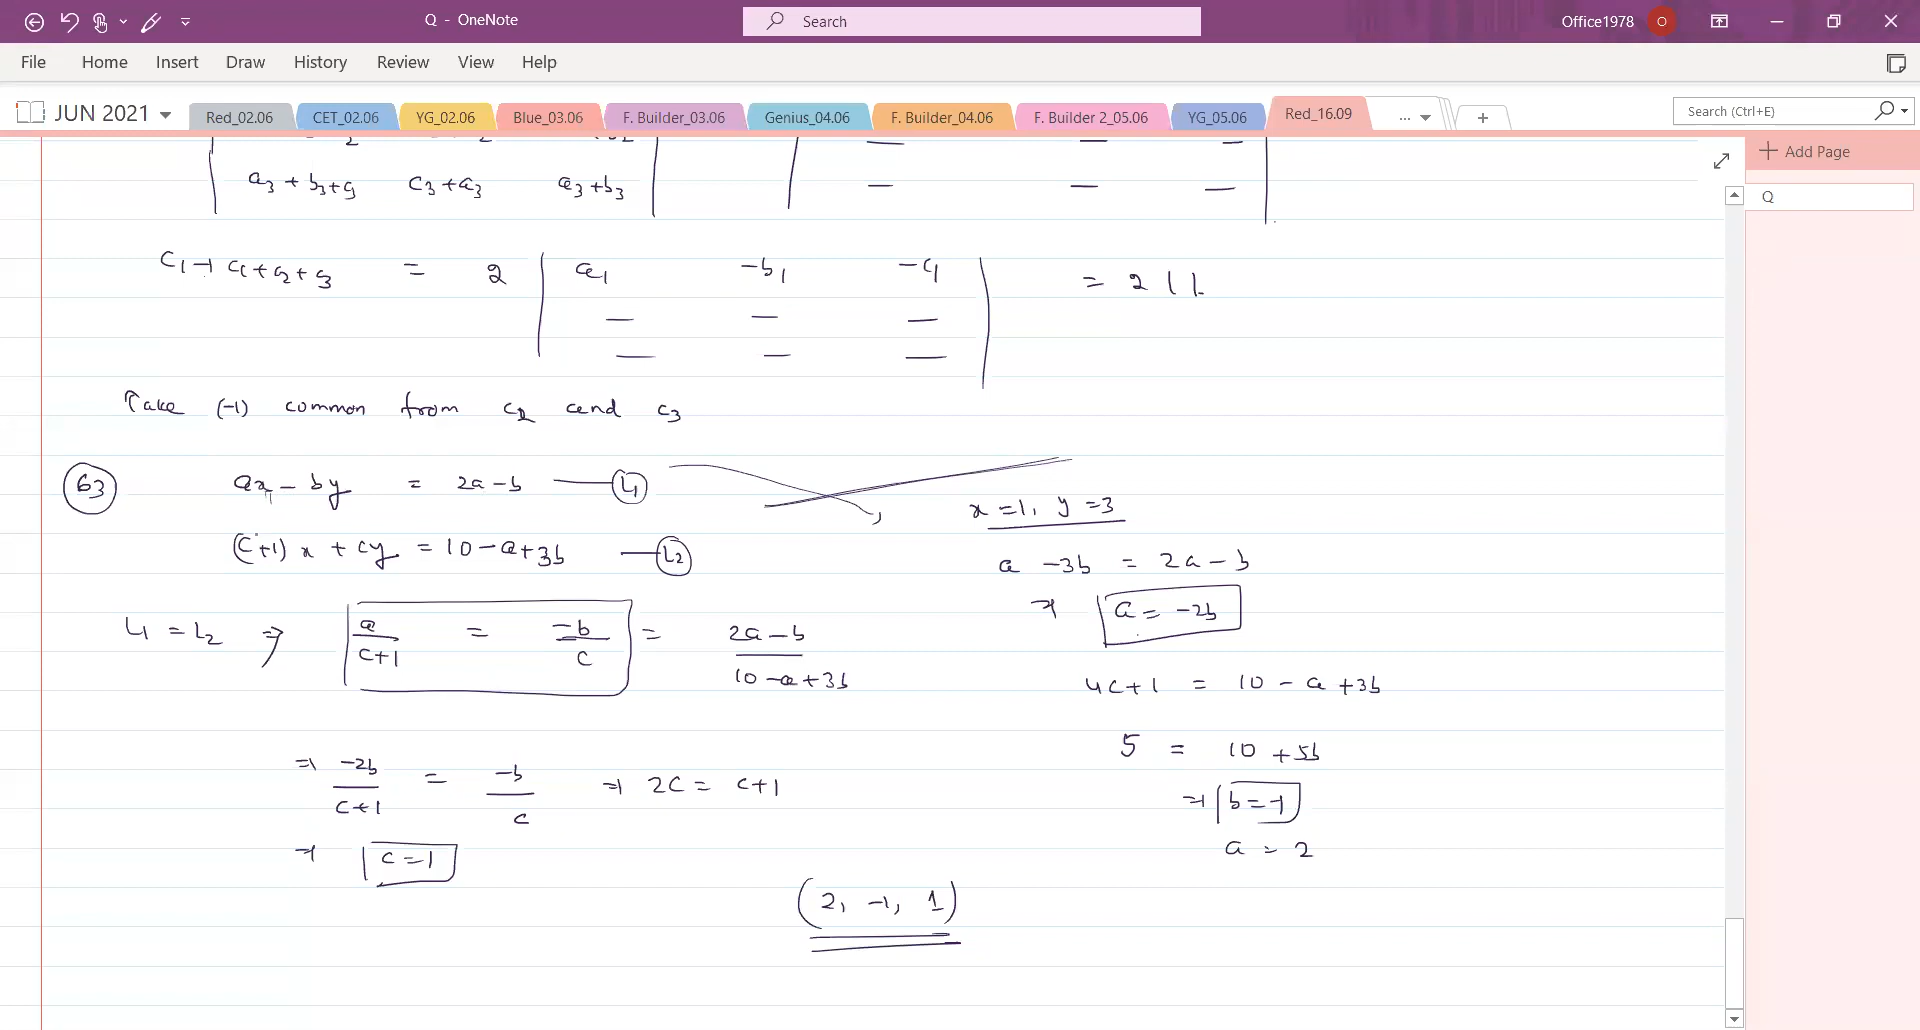 Q - OneNote
Search
Office1978
O
File Home Insert Draw History Review View Help
JUN 2021
Red_02.06 CET_02.06 YG_02.06 Blue_03.06 F. Builder_03.06 Genius_04.06 F. Builder_04.06 F. Builder 2_05.06 YG_05.06 Red_16.09 ... +
Search (Ctrl+E)
Add Page
Q
a3 + b3 + c3 c3 + a3 a3 + b3
c1 → c1 + c2 + c3 = 2 | a1 -b1 -c1 | = 2 | |
Take (-1) common from c2 and c3
63 ax - by = 2a - b — L1
x = 1, y = 3
(c+1) x + cy = 10 - a + 3b — L2
a - 3b = 2a - b
⇒ a = -2b
L1 = L2 ⇒ a/(c+1) = -b/c = (2a - b)/(10 - a + 3b)
4c + 1 = 10 - a + 3b
5 = 10 + 5b
⇒ -2b/(c+1) = -b/c ⇒ 2c = c + 1
⇒ b = -1
a = 2
⇒ c = 1
(2, -1, 1)